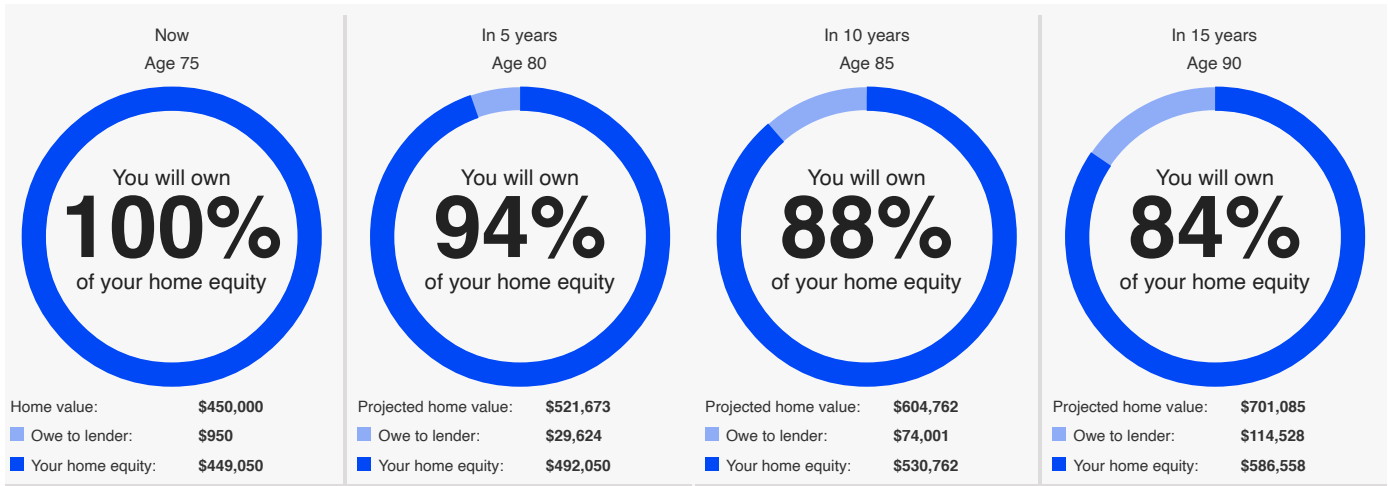 Now
Age 75
You will own
100%
of your home equity
Home value: $450,000
Owe to lender: $950
Your home equity: $449,050
In 5 years
Age 80
You will own
94%
of your home equity
Projected home value: $521,673
Owe to lender: $29,624
Your home equity: $492,050
In 10 years
Age 85
You will own
88%
of your home equity
Projected home value: $604,762
Owe to lender: $74,001
Your home equity: $530,762
In 15 years
Age 90
You will own
84%
of your home equity
Projected home value: $701,085
Owe to lender: $114,528
Your home equity: $586,558